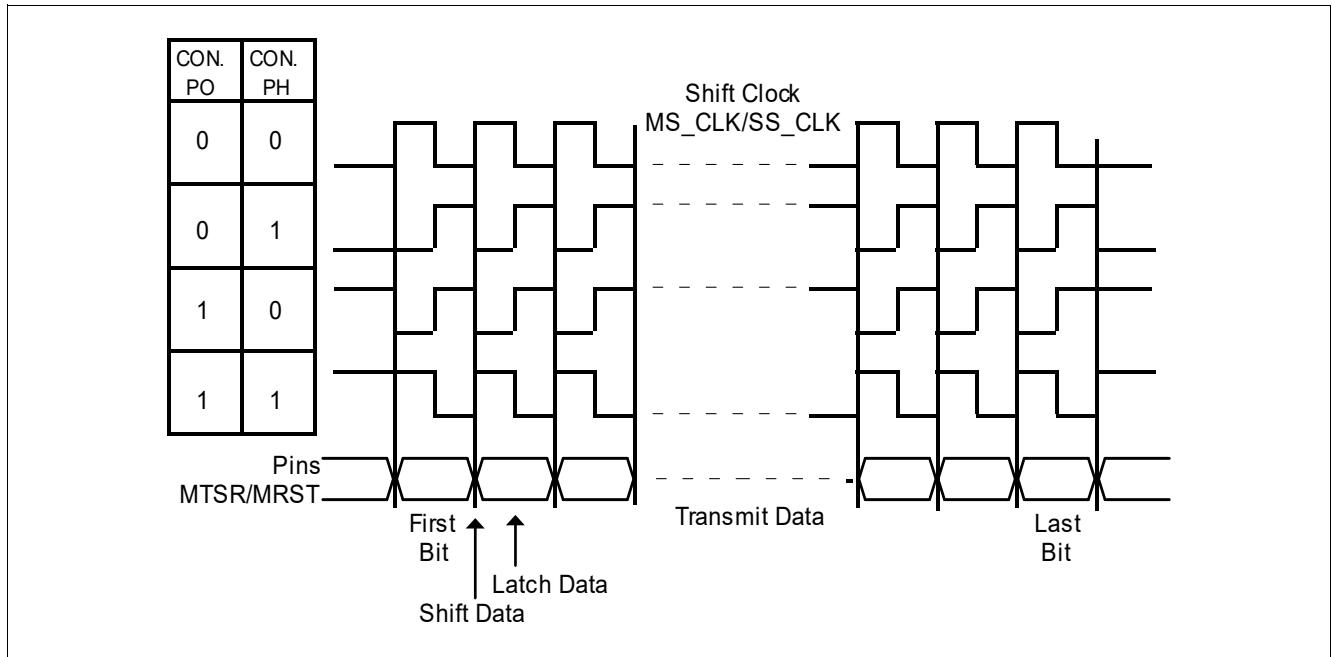 CON. CON.
PO PH
0 0
0 1
1 0
1 1
Shift Clock
MS_CLK/SS_CLK
Pins
MTSR/MRST
First
Bit
Transmit Data
Last
Bit
Latch Data
Shift Data